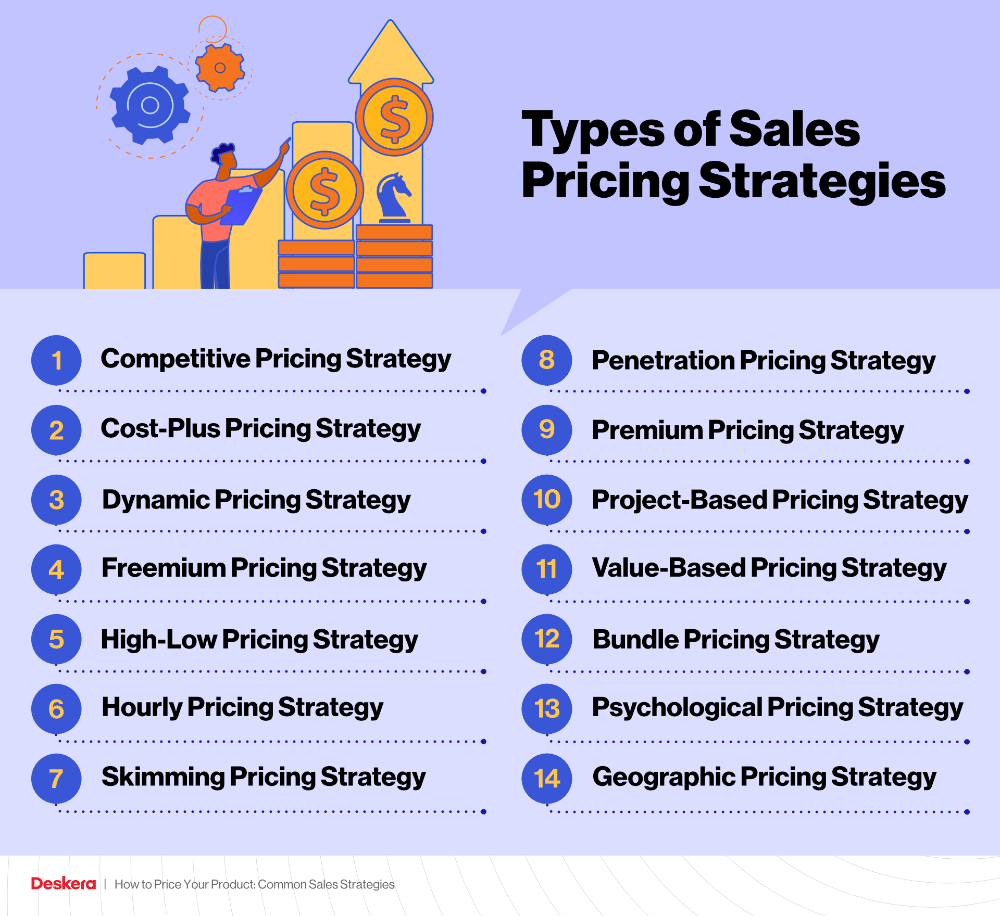 Types of Sales
Pricing Strategies
$
$
1 Competitive Pricing Strategy
2 Cost-Plus Pricing Strategy
3 Dynamic Pricing Strategy
4 Freemium Pricing Strategy
5 High-Low Pricing Strategy
6 Hourly Pricing Strategy
7 Skimming Pricing Strategy
8 Penetration Pricing Strategy
9 Premium Pricing Strategy
10 Project-Based Pricing Strategy
11 Value-Based Pricing Strategy
12 Bundle Pricing Strategy
13 Psychological Pricing Strategy
14 Geographic Pricing Strategy
Deskera | How to Price Your Product: Common Sales Strategies